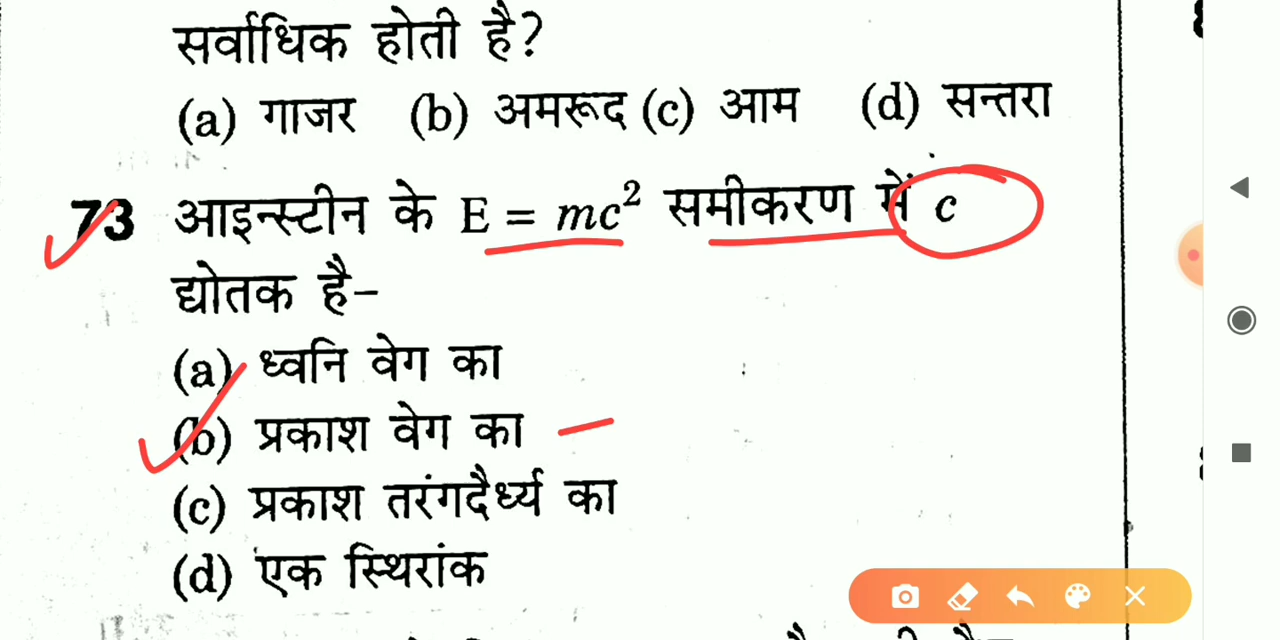 सर्वाधिक होती है?
(a) गाजर (b) अमरूद (c) आम (d) सन्तरा
73 आइन्स्टीन के E = mc² समीकरण में c
द्योतक है-
(a) ध्वनि वेग का
(b) प्रकाश वेग का
(c) प्रकाश तरंगदैर्ध्य का
(d) एक स्थिरांक